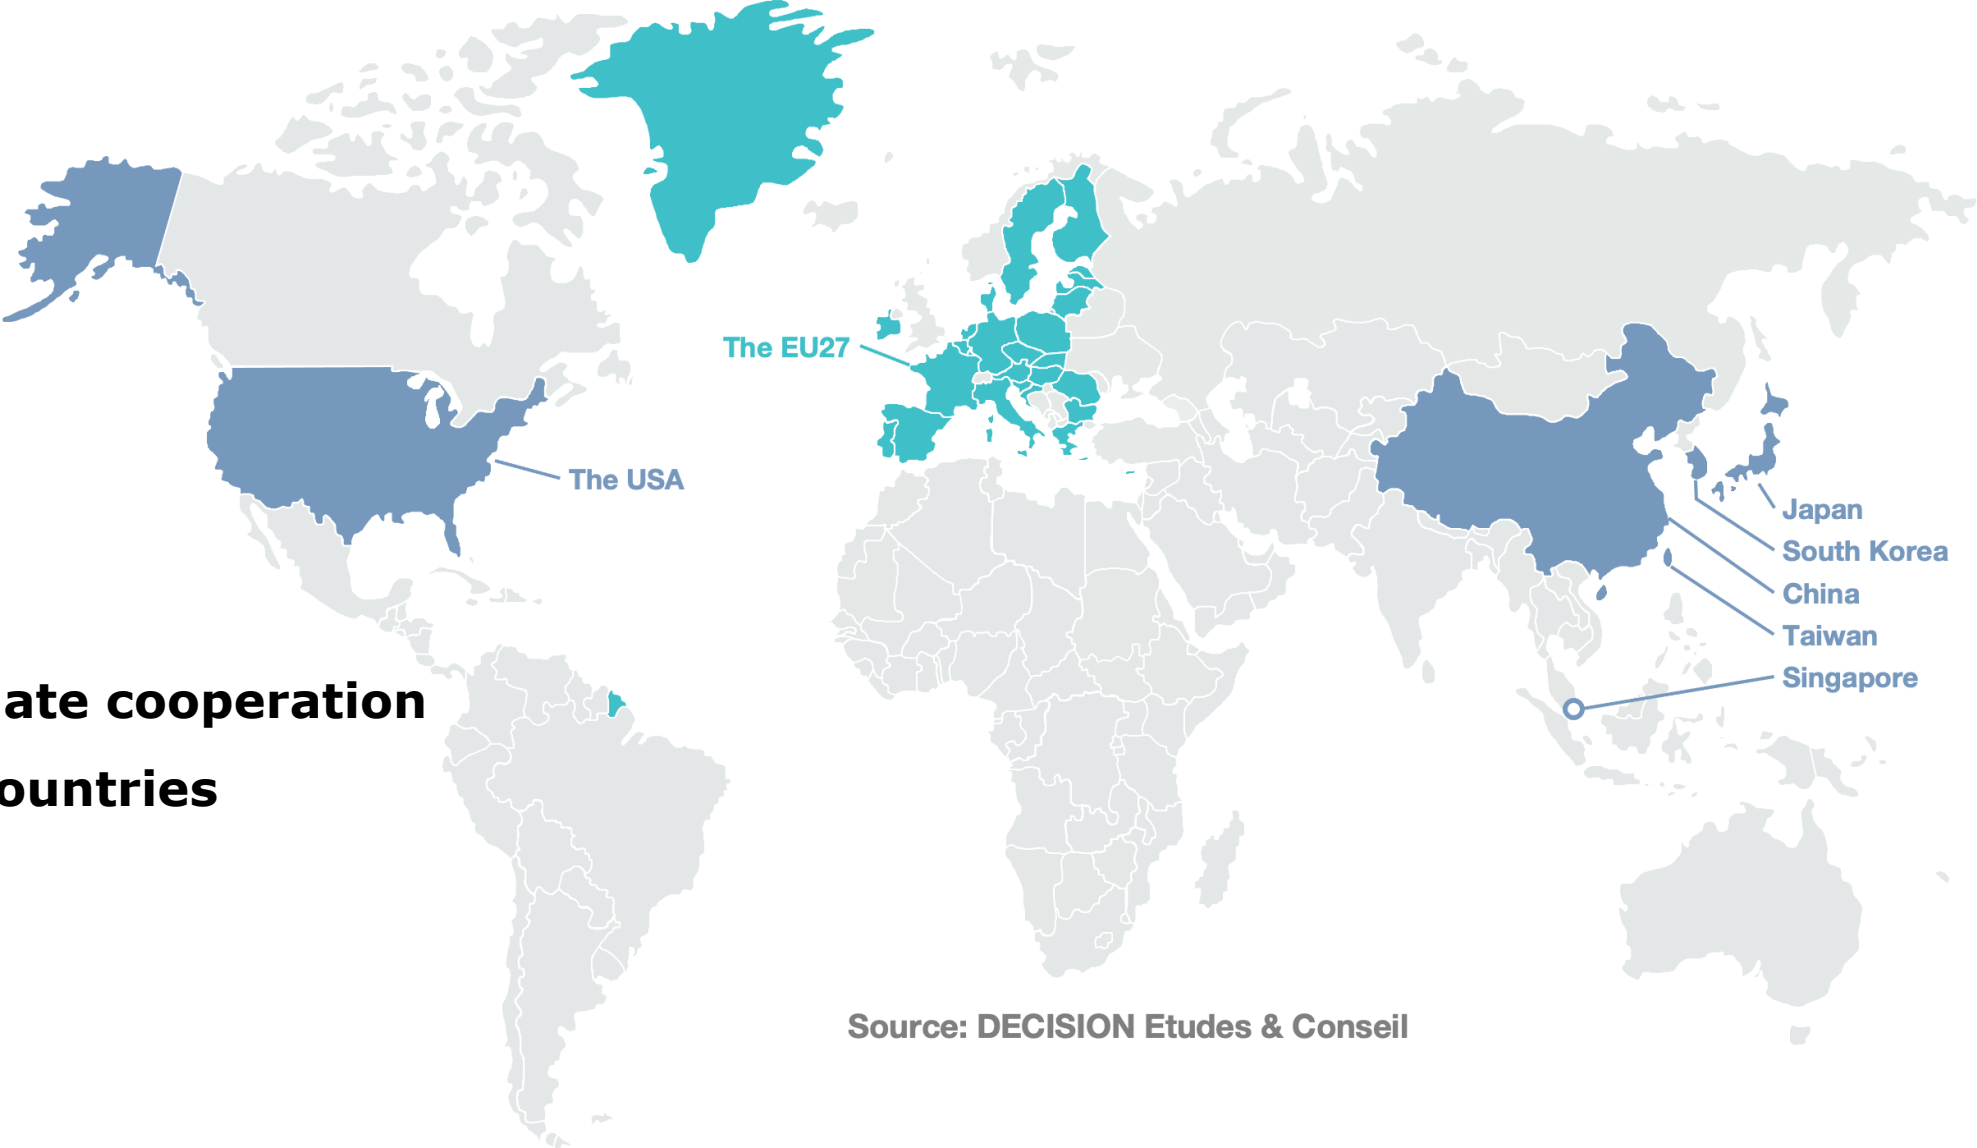 The EU27
The USA
Japan
South Korea
China
Taiwan
Singapore
ate cooperation
ountries
Source: DECISION Etudes & Conseil